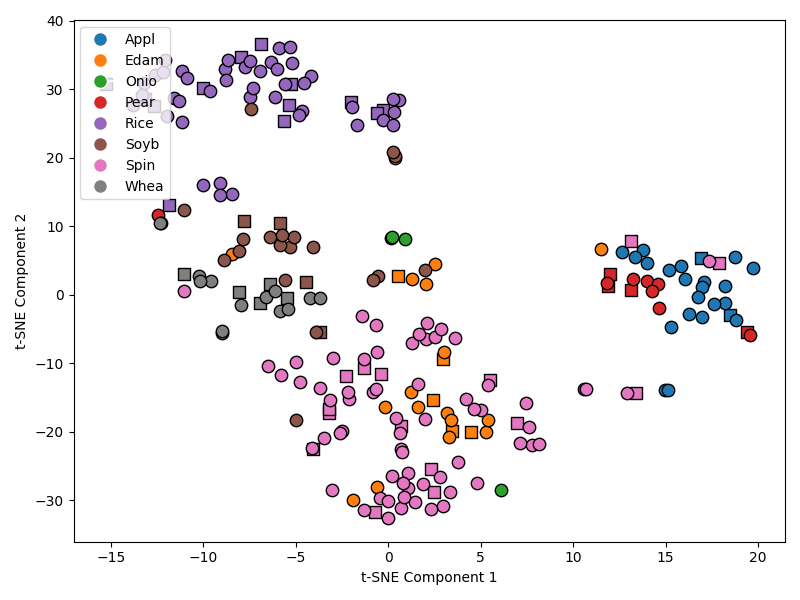 Appl
Edam
Onio
Pear
Rice
Soyb
Spin
Whea
40
30
20
10
0
−10
−20
−30
t-SNE Component 2
−15 −10 −5 0 5 10 15 20
t-SNE Component 1